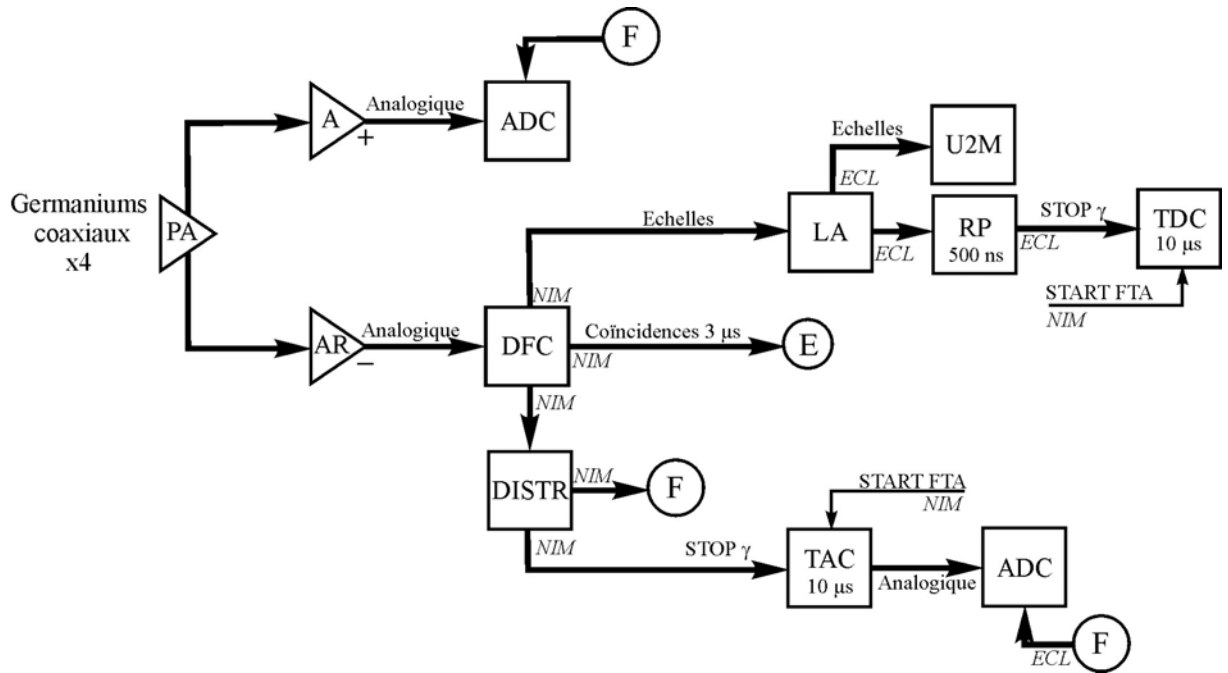 F
Analogique
A
+
ADC
Echelles
U2M
ECL
Germaniums
coaxiaux
x4
PA
Echelles
LA
ECL
RP
500 ns
STOP γ
ECL
TDC
10 µs
START FTA
NIM
NIM
AR
−
Analogique
DFC
Coïncidences 3 µs
NIM
E
NIM
DISTR
NIM
F
START FTA
NIM
NIM
STOP γ
TAC
10 µs
Analogique
ADC
ECL
F